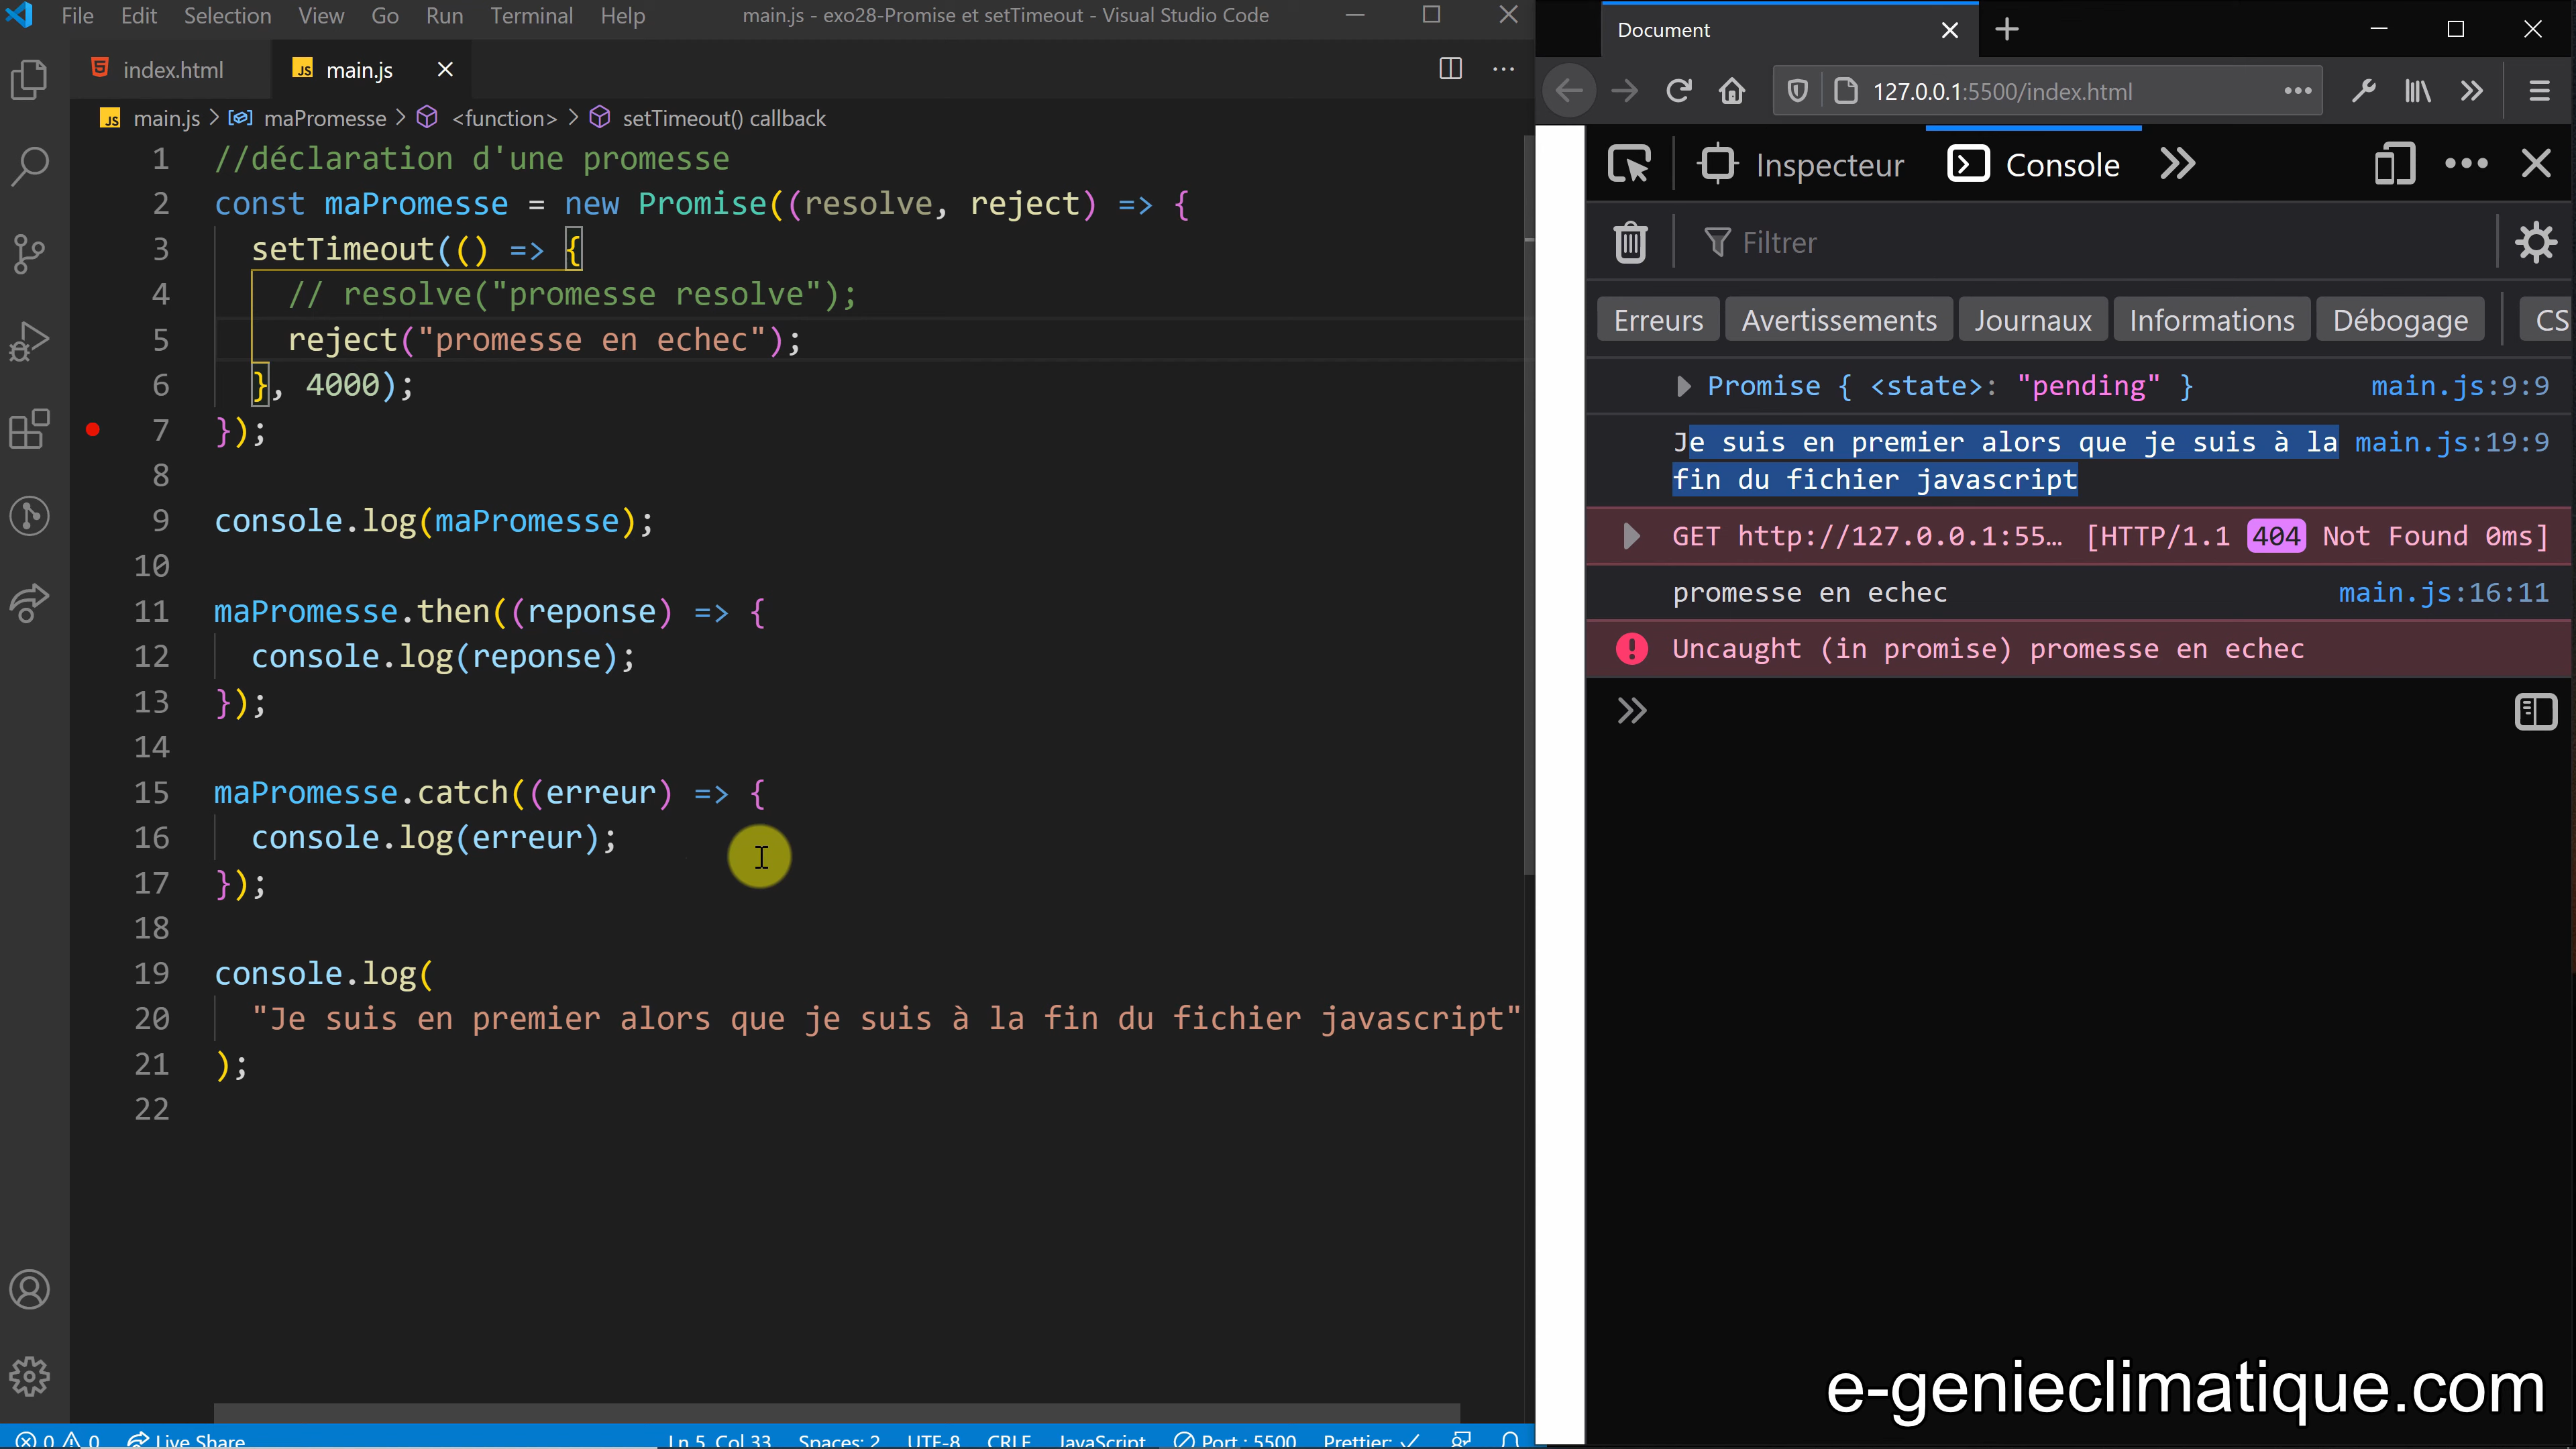 File Edit Selection View Go Run Terminal Help main.js - exo28-Promise et setTimeout - Visual Studio Code
index.html main.js
main.js > maPromesse > <function> > setTimeout() callback
1 //déclaration d'une promesse
2 const maPromesse = new Promise((resolve, reject) => {
3 setTimeout(() => {
4 // resolve("promesse resolve");
5 reject("promesse en echec");
6 }, 4000);
7 });
8
9 console.log(maPromesse);
10
11 maPromesse.then((reponse) => {
12 console.log(reponse);
13 });
14
15 maPromesse.catch((erreur) => {
16 console.log(erreur);
17 });
18
19 console.log(
20 "Je suis en premier alors que je suis à la fin du fichier javascript"
21 );
22
0 0 Live Share Ln 5, Col 33 Spaces: 2 UTF-8 CRLF JavaScript Port : 5500 Prettier: ✓
Document
127.0.0.1:5500/index.html
Inspecteur Console
Filtrer
Erreurs Avertissements Journaux Informations Débogage CS
Promise { <state>: "pending" } main.js:9:9
Je suis en premier alors que je suis à la main.js:19:9
fin du fichier javascript
GET http://127.0.0.1:55… [HTTP/1.1 404 Not Found 0ms]
promesse en echec main.js:16:11
Uncaught (in promise) promesse en echec
e-genieclimatique.com